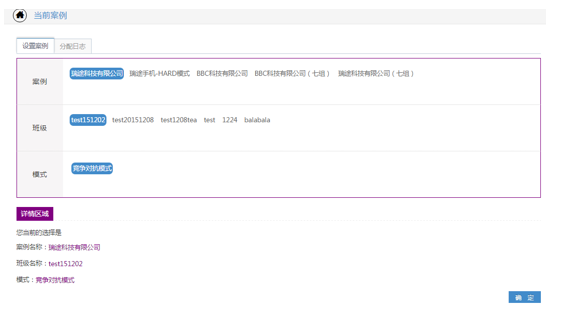 当前案例
设置案例 分配日志
案例 瑞途科技有限公司 瑞途手机-HARD模式 BBC科技有限公司 BBC科技有限公司(七组) 瑞途科技有限公司(七组)
班级 test151202 test20151208 test1208tea test 1224 balabala
模式 竞争对抗模式
详情区域
您当前的选择是
案例名称:瑞途科技有限公司
班级名称:test151202
模式:竞争对抗模式
确 定